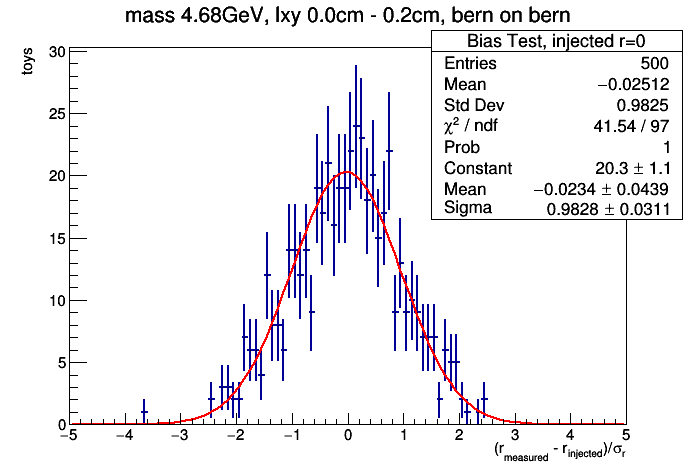 mass 4.68GeV, lxy 0.0cm - 0.2cm, bern on bern
Bias Test, injected r=0
Entries 500
Mean −0.02512
Std Dev 0.9825
χ² / ndf 41.54 / 97
Prob 1
Constant 20.3 ± 1.1
Mean −0.0234 ± 0.0439
Sigma 0.9828 ± 0.0311
toys
30
25
20
15
10
5
0
−5 −4 −3 −2 −1 0 1 2 3 4 5
(r_measured - r_injected)/σ_r